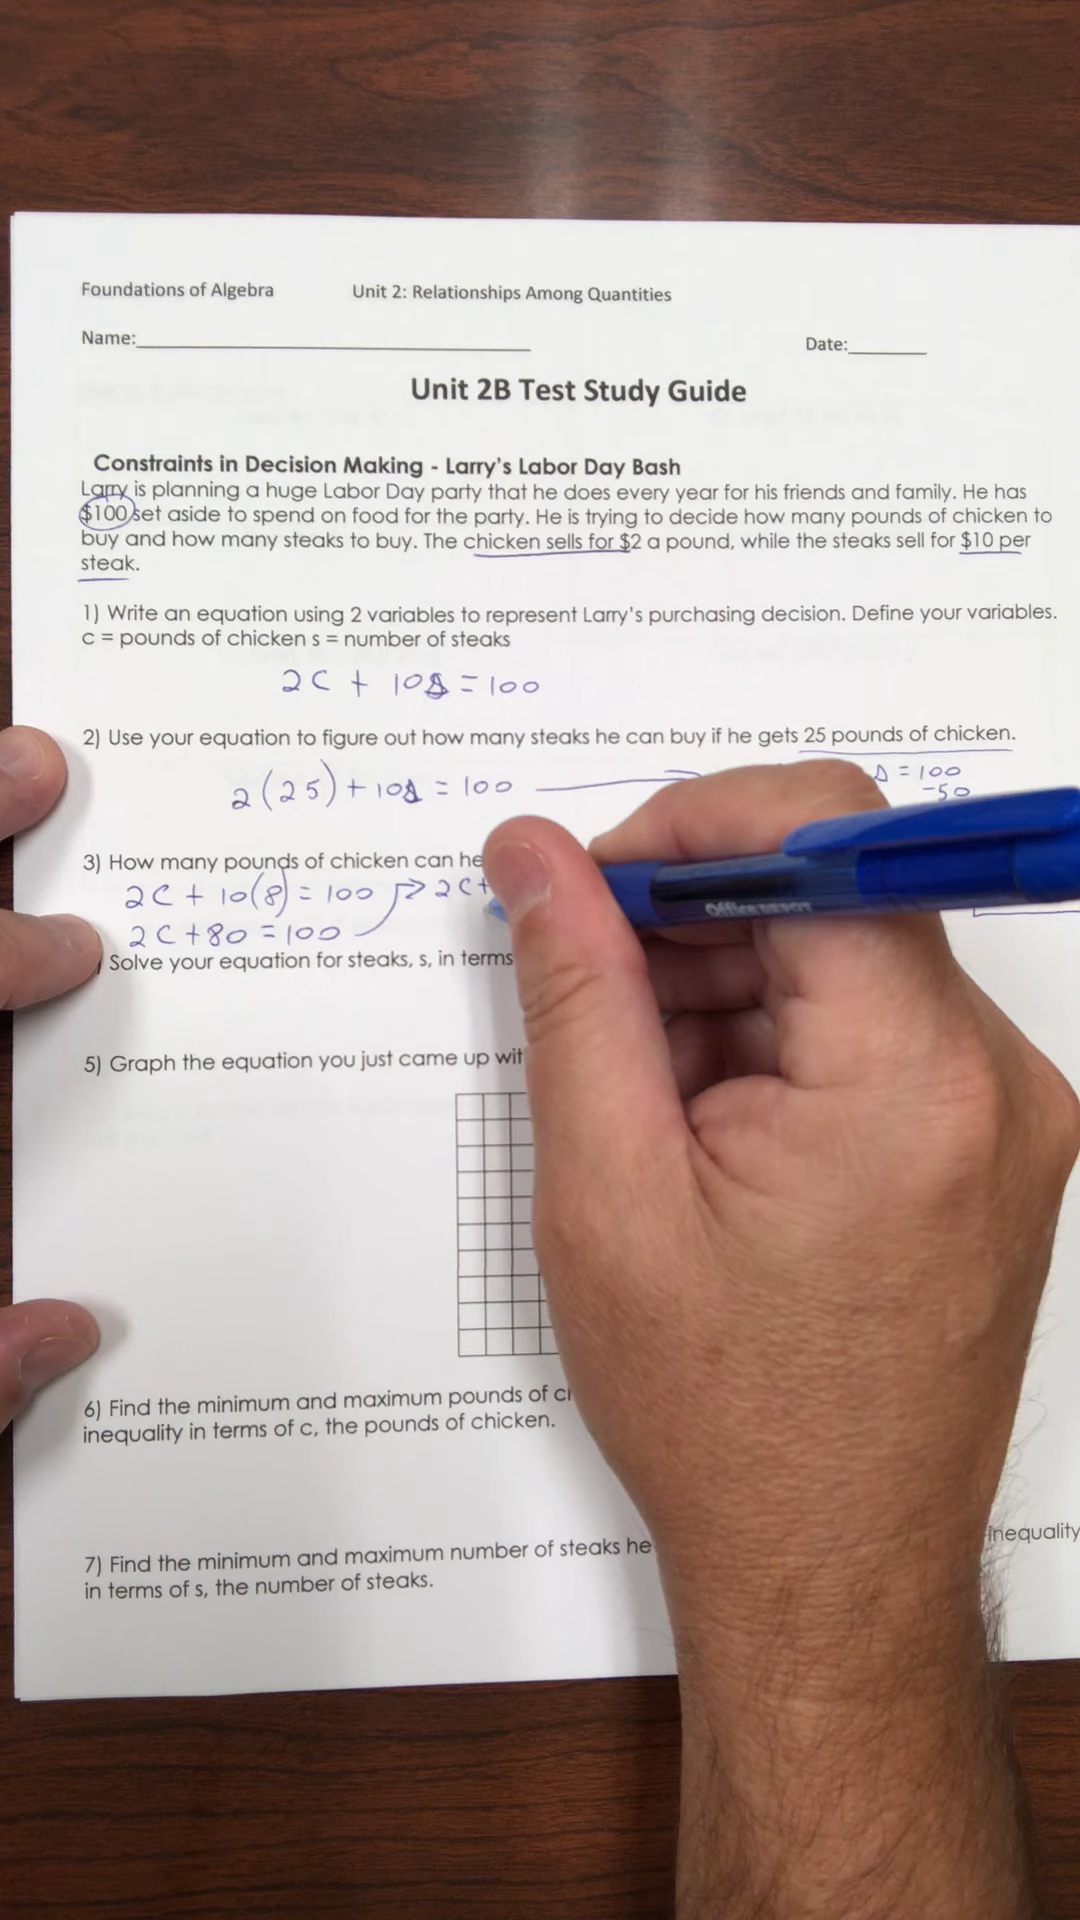 Foundations of Algebra Unit 2: Relationships Among Quantities
Name: Date:
Unit 2B Test Study Guide
Constraints in Decision Making - Larry's Labor Day Bash
Larry is planning a huge Labor Day party that he does every year for his friends and family. He has
$100 set aside to spend on food for the party. He is trying to decide how many pounds of chicken to
buy and how many steaks to buy. The chicken sells for $2 a pound, while the steaks sell for $10 per
steak.
1) Write an equation using 2 variables to represent Larry's purchasing decision. Define your variables.
c = pounds of chicken s = number of steaks
2c + 10s = 100
2) Use your equation to figure out how many steaks he can buy if he gets 25 pounds of chicken.
2(25) + 10s = 100
s = 100
-50
3) How many pounds of chicken can he
2c + 10(8) = 100 2c+
2c + 80 = 100
Solve your equation for steaks, s, in terms
5) Graph the equation you just came up
6) Find the minimum and maximum pounds of
inequality in terms of c, the pounds of chicken.
7) Find the minimum and maximum number of steaks he inequality
in terms of s, the number of steaks.
Office DEPOT